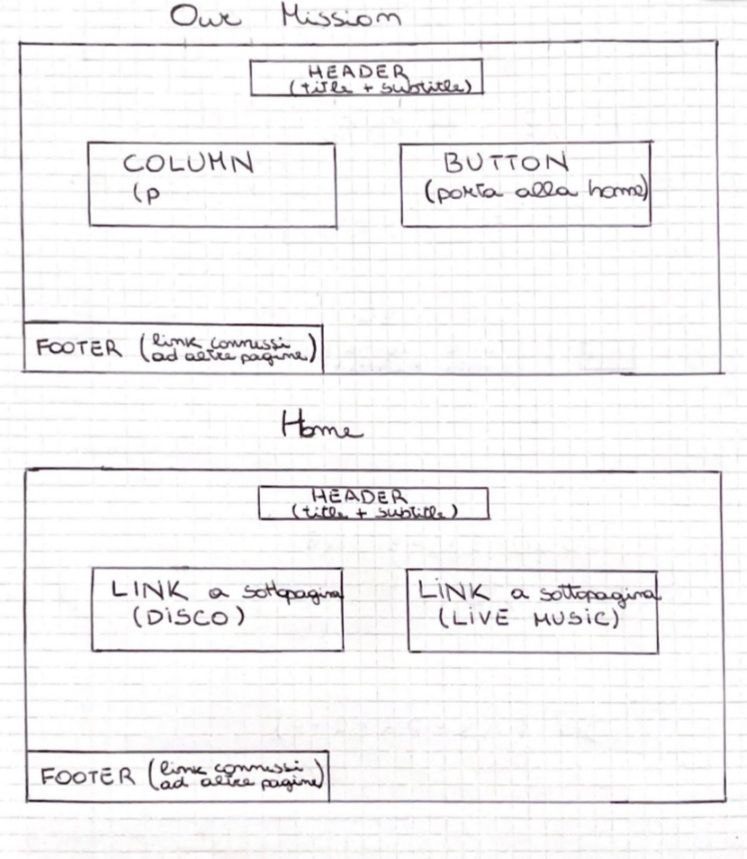 Our Mission
HEADER
(title + subtitle)
COLUMN
(p
BUTTON
(porta alla home)
FOOTER (link connessi
ad altre pagine)
Home
HEADER
(title + subtitle)
LINK a sottopagina
(DISCO)
LINK a sottopagina
(LIVE MUSIC)
FOOTER (link connessi
ad altre pagine)